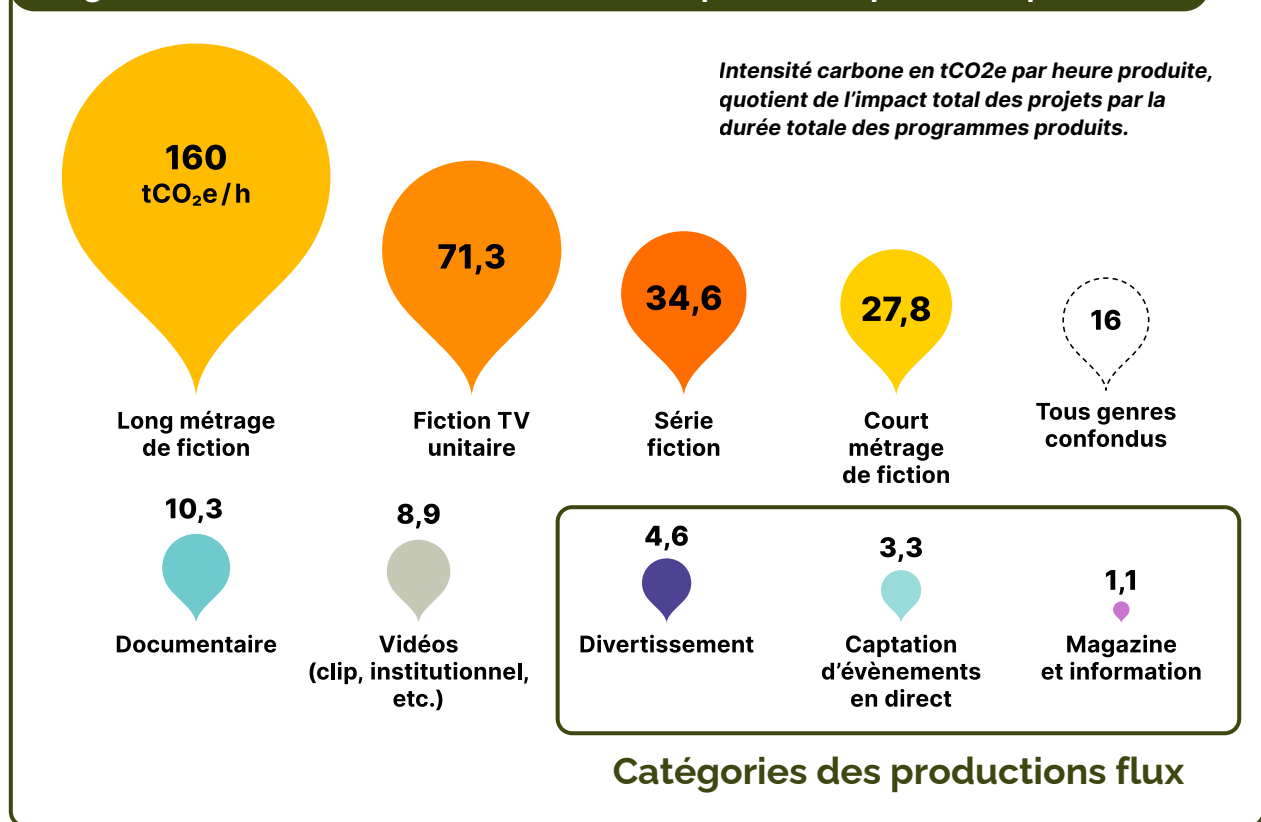 Intensité carbone en tCO2e par heure produite,
quotient de l'impact total des projets par la
durée totale des programmes produits.
160
tCO₂e/h
71,3
34,6
27,8
16
Long métrage
de fiction
Fiction TV
unitaire
Série
fiction
Court
métrage
de fiction
Tous genres
confondus
10,3
8,9
4,6
3,3
1,1
Documentaire
Vidéos
(clip, institutionnel,
etc.)
Divertissement
Captation
d'évènements
en direct
Magazine
et information
Catégories des productions flux